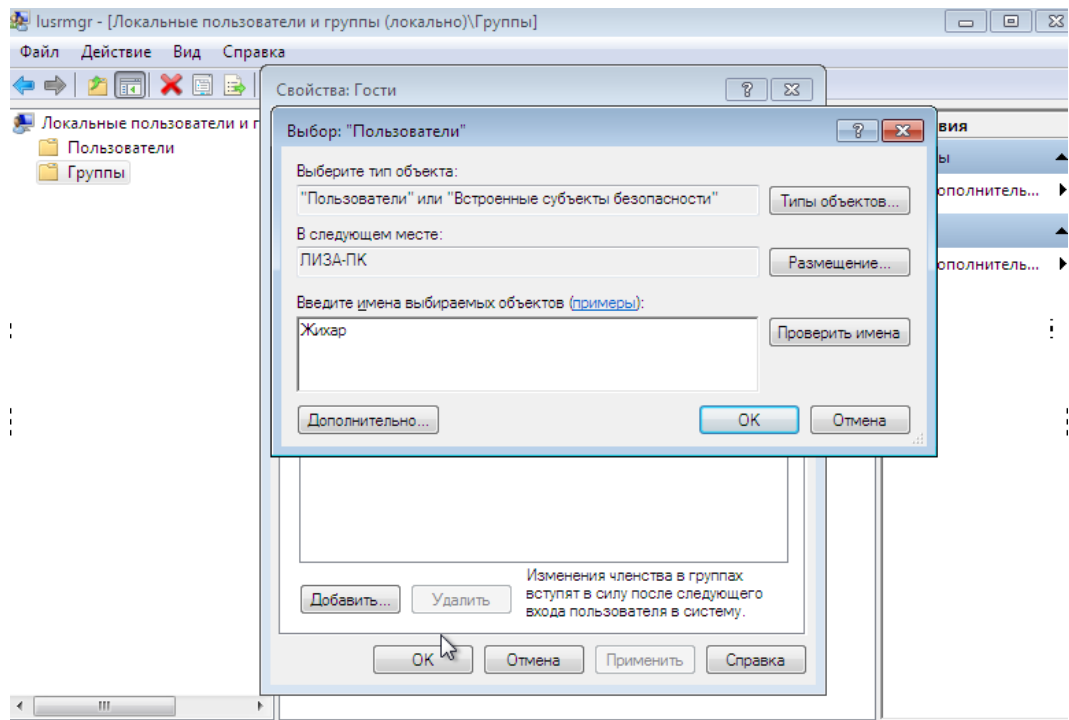 lusrmgr - [Локальные пользователи и группы (локально)\Группы]
Файл Действие Вид Справка
Локальные пользователи и г
Пользователи
Группы
Свойства: Гости
Выбор: "Пользователи"
Выберите тип объекта:
"Пользователи" или "Встроенные субъекты безопасности"
Типы объектов...
В следующем месте:
ЛИЗА-ПК
Размещение...
Введите имена выбираемых объектов (примеры):
Жихар
Проверить имена
Дополнительно...
ОК
Отмена
Добавить...
Удалить
Изменения членства в группах
вступят в силу после следующего
входа пользователя в систему.
ОК
Отмена
Применить
Справка
вия
ы
ополнитель...
ополнитель...